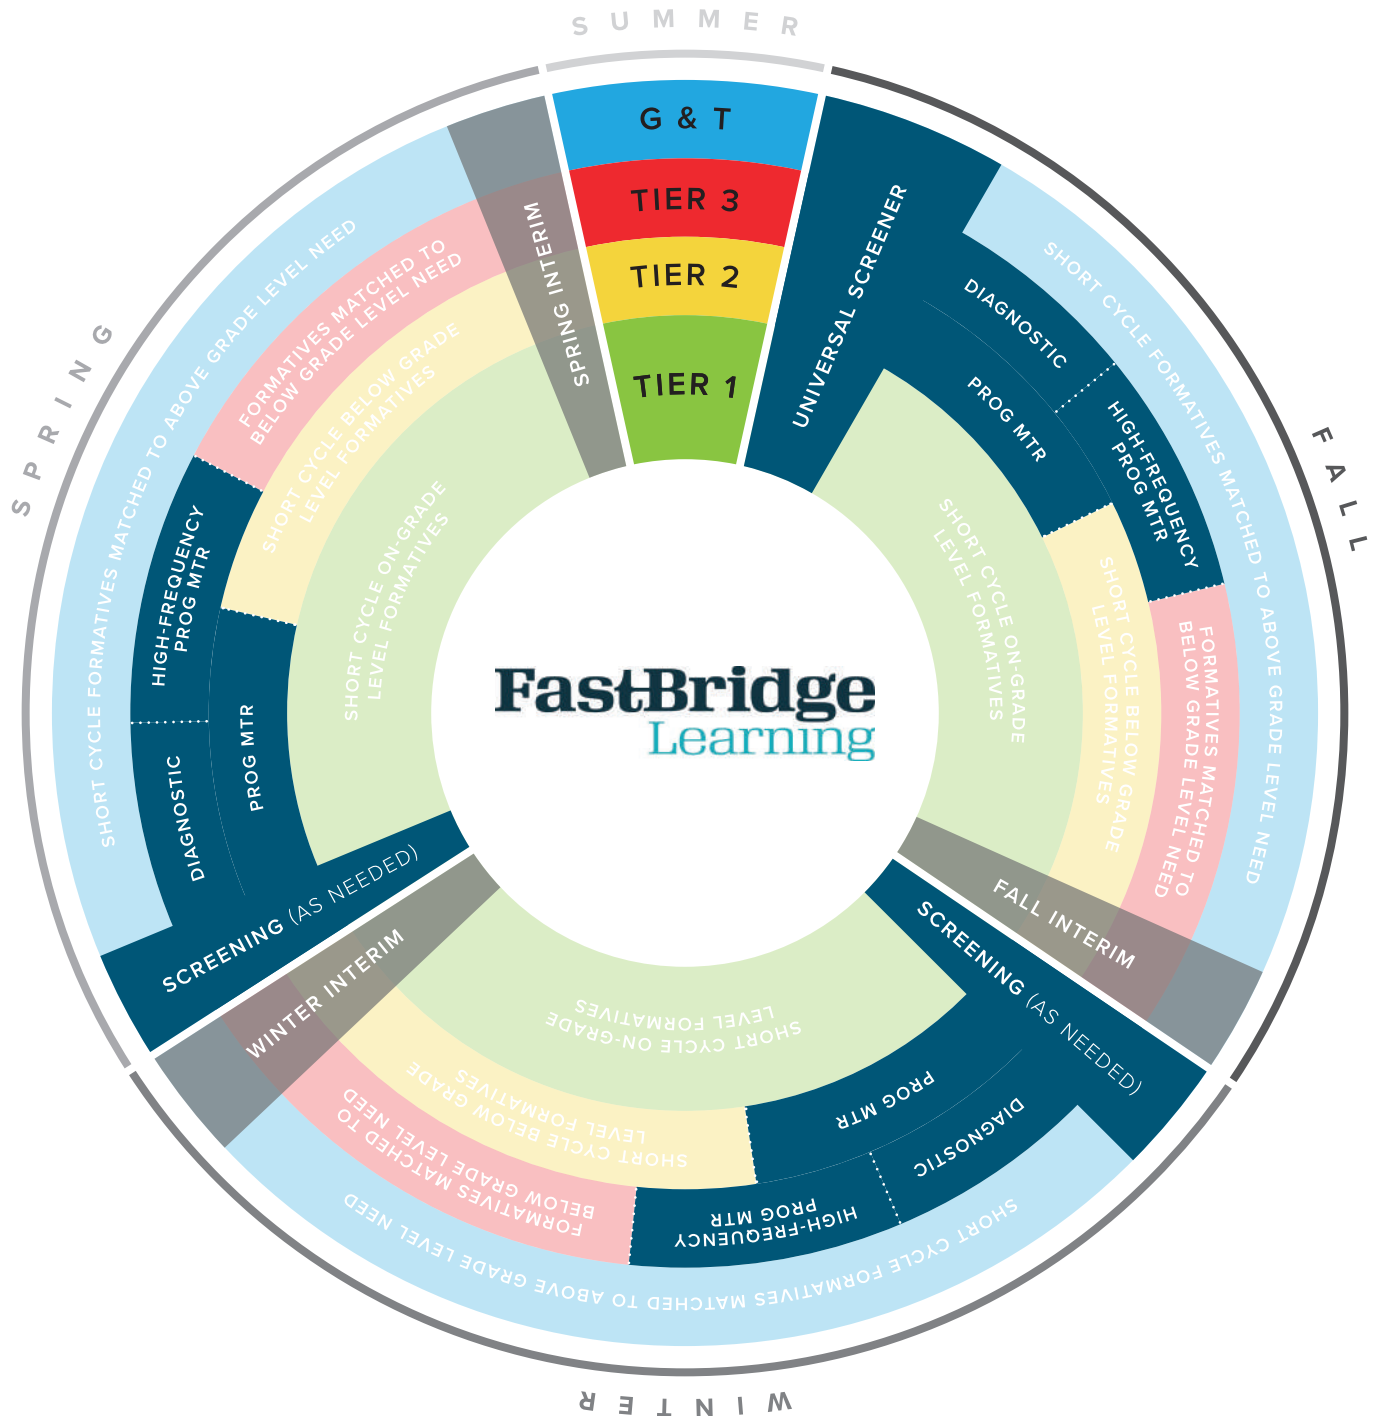 SUMMER
G & T
TIER 3
TIER 2
TIER 1
FALL
UNIVERSAL SCREENER
SHORT CYCLE FORMATIVES MATCHED TO ABOVE GRADE LEVEL NEED
DIAGNOSTIC
HIGH-FREQUENCY
PROG MTR
PROG MTR
FORMATIVES MATCHED TO
BELOW GRADE LEVEL NEED
SHORT CYCLE BELOW GRADE
LEVEL FORMATIVES
SHORT CYCLE ON-GRADE
LEVEL FORMATIVES
FALL INTERIM
WINTER
SCREENING (AS NEEDED)
SHORT CYCLE FORMATIVES MATCHED TO ABOVE GRADE LEVEL NEED
DIAGNOSTIC
HIGH-FREQUENCY
PROG MTR
PROG MTR
FORMATIVES MATCHED TO
BELOW GRADE LEVEL NEED
SHORT CYCLE BELOW GRADE
LEVEL FORMATIVES
SHORT CYCLE ON-GRADE
LEVEL FORMATIVES
WINTER INTERIM
SPRING
SCREENING (AS NEEDED)
SHORT CYCLE FORMATIVES MATCHED TO ABOVE GRADE LEVEL NEED
DIAGNOSTIC
HIGH-FREQUENCY
PROG MTR
PROG MTR
FORMATIVES MATCHED TO
BELOW GRADE LEVEL NEED
SHORT CYCLE BELOW GRADE
LEVEL FORMATIVES
SHORT CYCLE ON-GRADE
LEVEL FORMATIVES
SPRING INTERIM
FastBridge
Learning